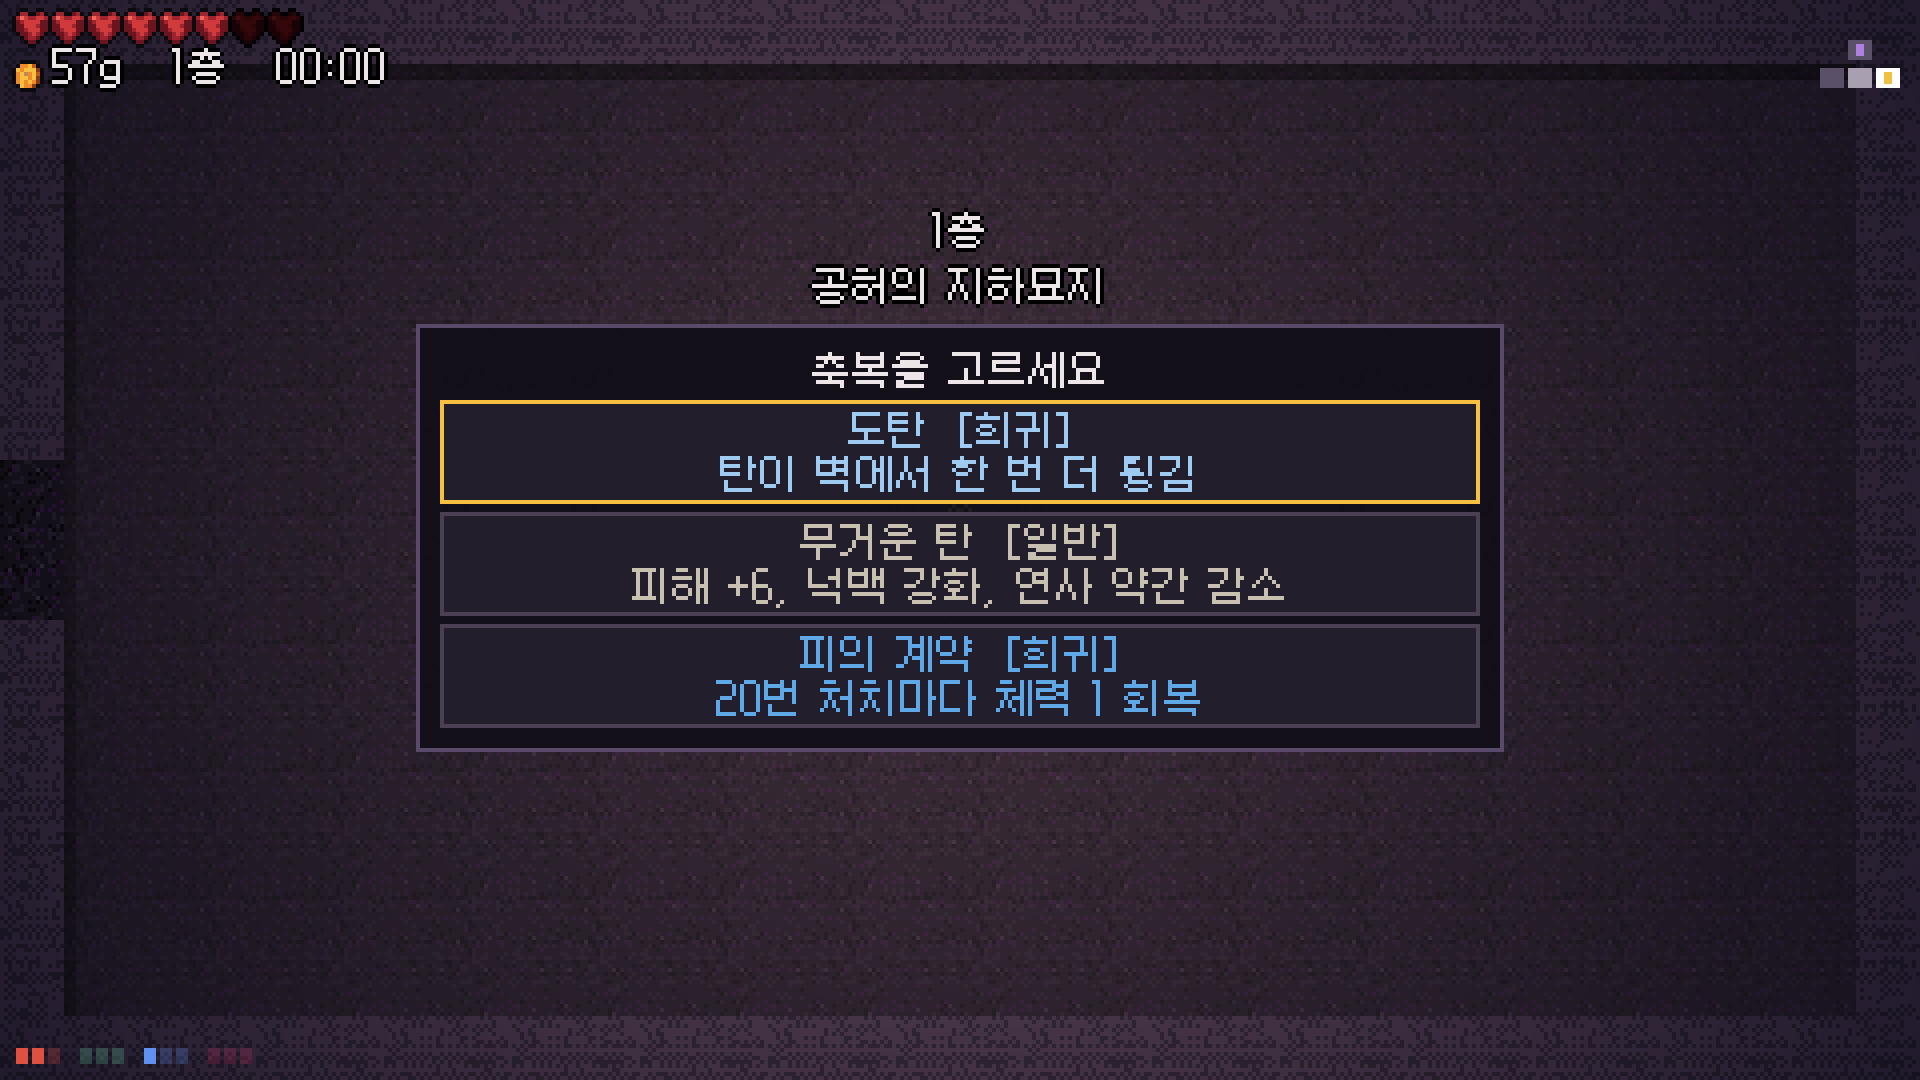 57g 1층 00:00
1층
공허의 지하묘지
축복을 고르세요
도탄 [희귀]
탄이 벽에서 한 번 더 튕김
무거운 탄 [일반]
피해 +6, 넉백 강화, 연사 약간 감소
피의 계약 [희귀]
20번 처치마다 체력 1 회복